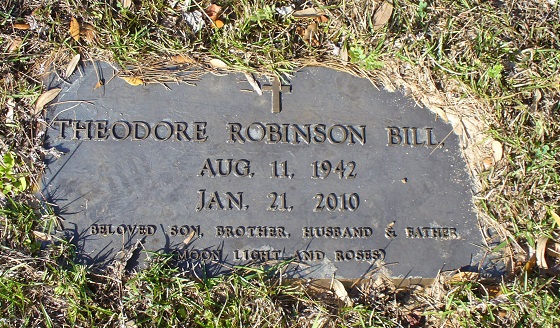 THEODORE ROBINSON BILL
AUG. 11, 1942
JAN. 21, 2010
BELOVED SON, BROTHER, HUSBAND & FATHER
(MOON LIGHT AND ROSES)